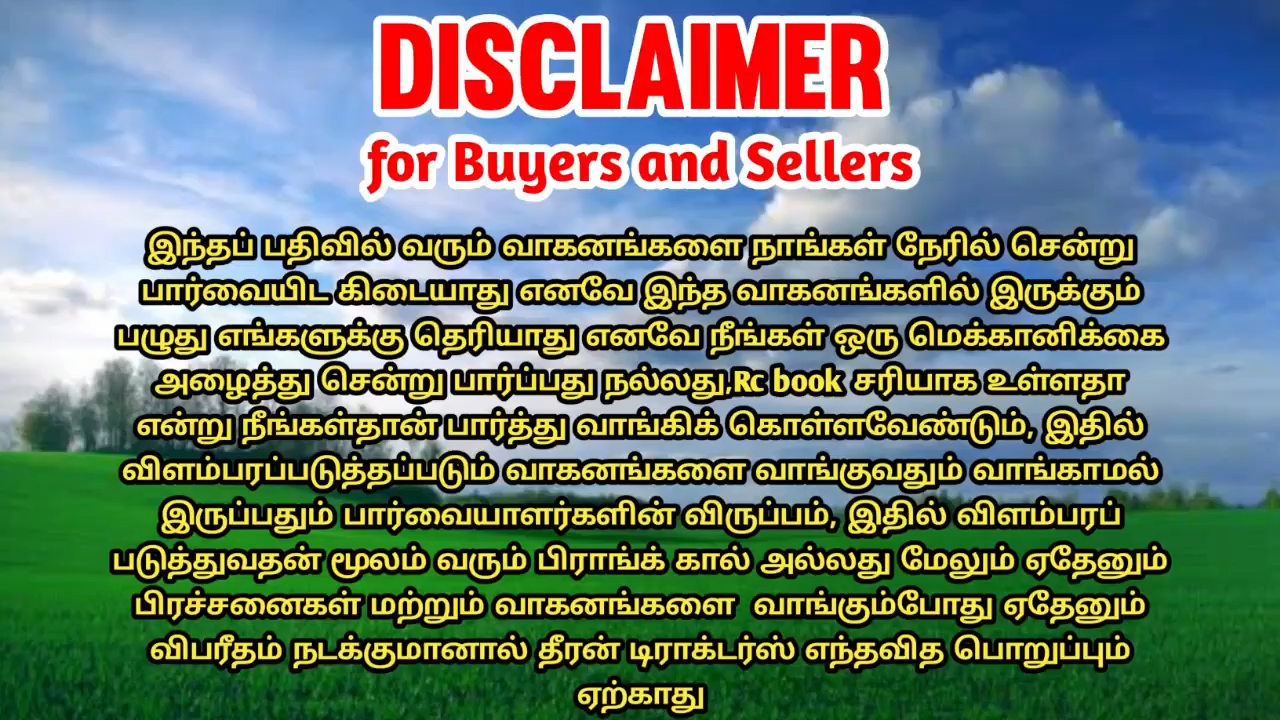 DISCLAIMER
for Buyers and Sellers
இந்தப் பதிவில் வரும் வாகனங்களை நாங்கள் நேரில் சென்று
பார்வையிட கிடையாது எனவே இந்த வாகனங்களில் இருக்கும்
பழுது எங்களுக்கு தெரியாது எனவே நீங்கள் ஒரு மெக்கானிக்கை
அழைத்து சென்று பார்ப்பது நல்லது,Rc book சரியாக உள்ளதா
என்று நீங்கள்தான் பார்த்து வாங்கிக் கொள்ளவேண்டும், இதில்
விளம்பரப்படுத்தப்படும் வாகனங்களை வாங்குவதும் வாங்காமல்
இருப்பதும் பார்வையாளர்களின் விருப்பம், இதில் விளம்பரப்
படுத்துவதன் மூலம் வரும் பிராங்க் கால் அல்லது மேலும் ஏதேனும்
பிரச்சனைகள் மற்றும் வாகனங்களை வாங்கும்போது ஏதேனும்
விபரீதம் நடக்குமானால் தீரன் டிராக்டர்ஸ் எந்தவித பொறுப்பும்
ஏற்காது